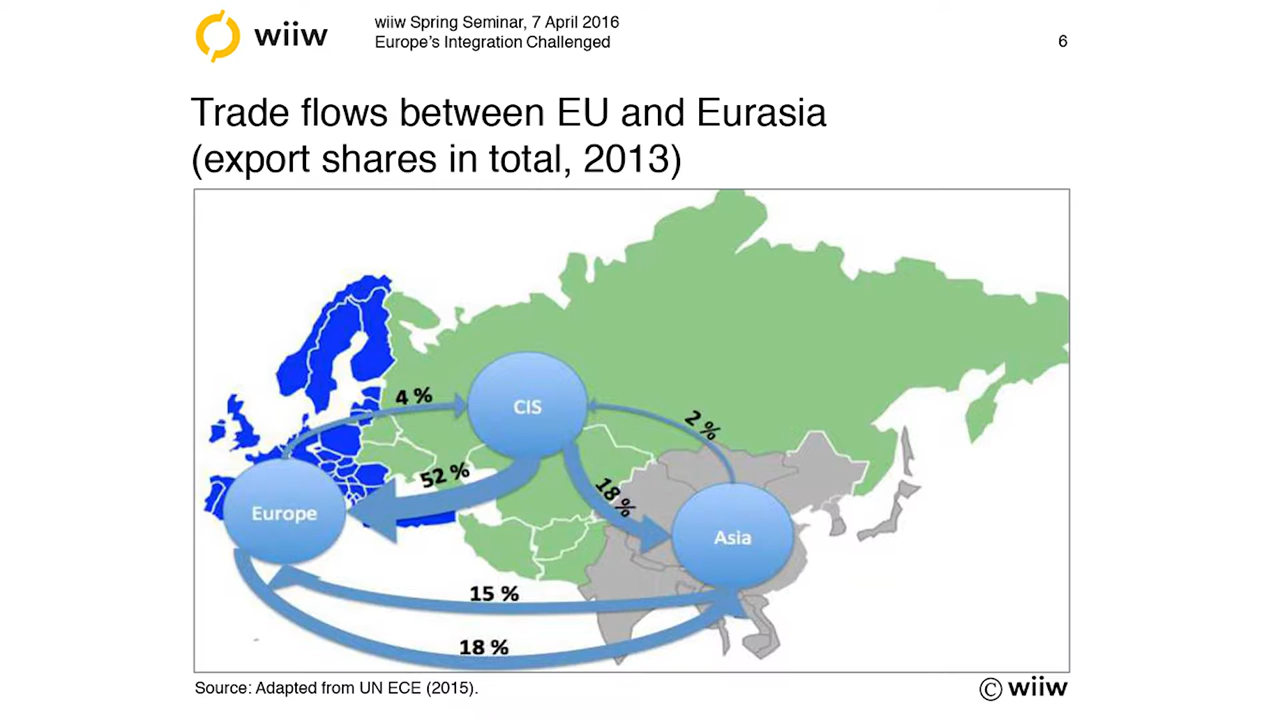 wiiw
wiiw Spring Seminar, 7 April 2016
Europe's Integration Challenged
6
Trade flows between EU and Eurasia
(export shares in total, 2013)
4 %
CIS
2 %
52 %
18 %
Europe
Asia
15 %
18 %
Source: Adapted from UN ECE (2015).
© wiiw